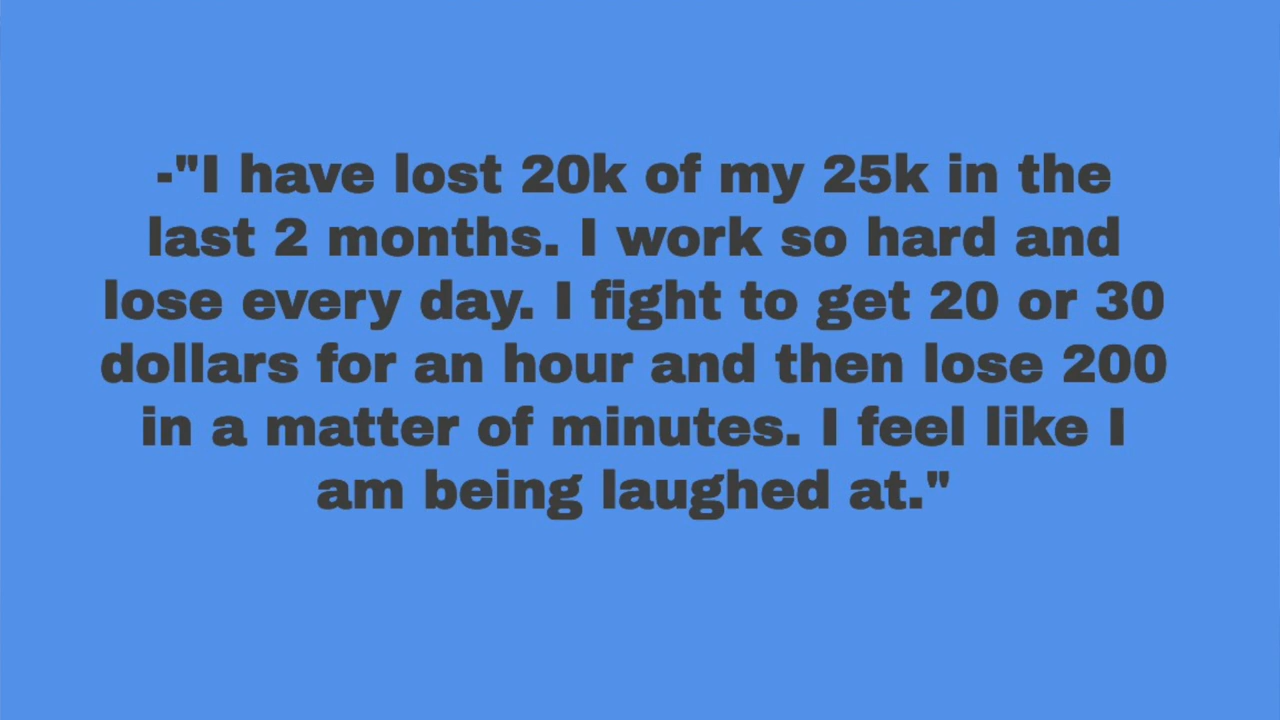 -"I have lost 20k of my 25k in the
last 2 months. I work so hard and
lose every day. I fight to get 20 or 30
dollars for an hour and then lose 200
in a matter of minutes. I feel like I
am being laughed at."